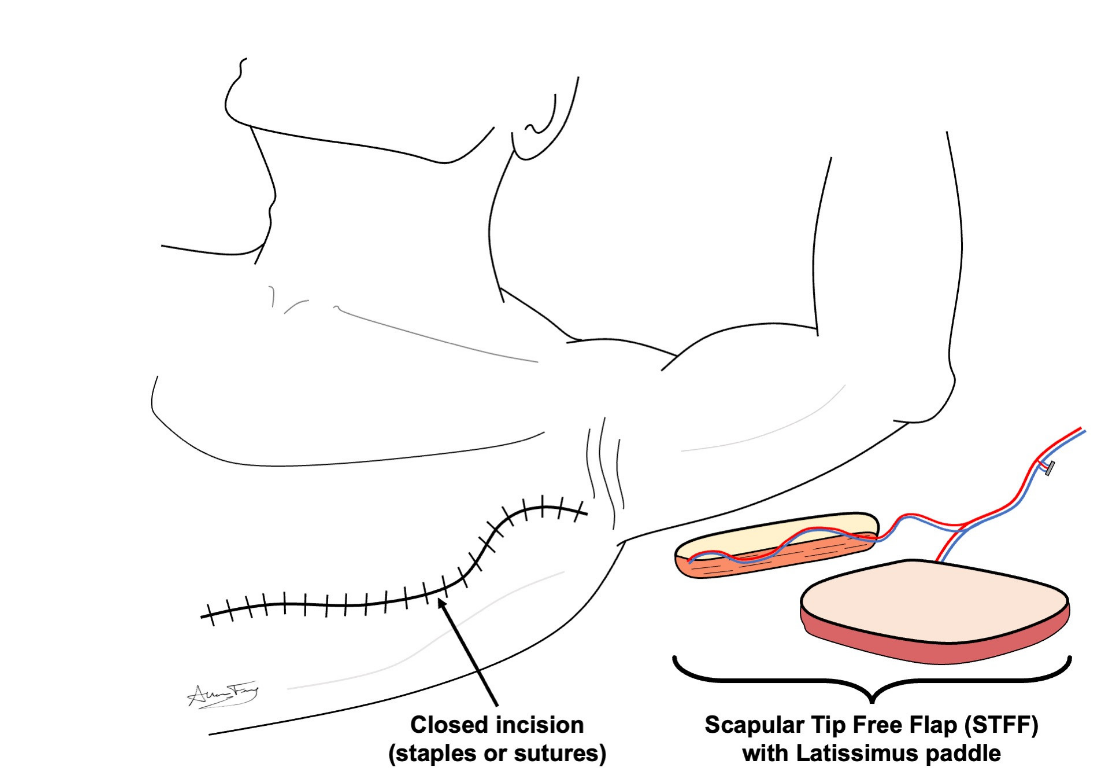 Closed incision
(staples or sutures)
Scapular Tip Free Flap (STFF)
with Latissimus paddle